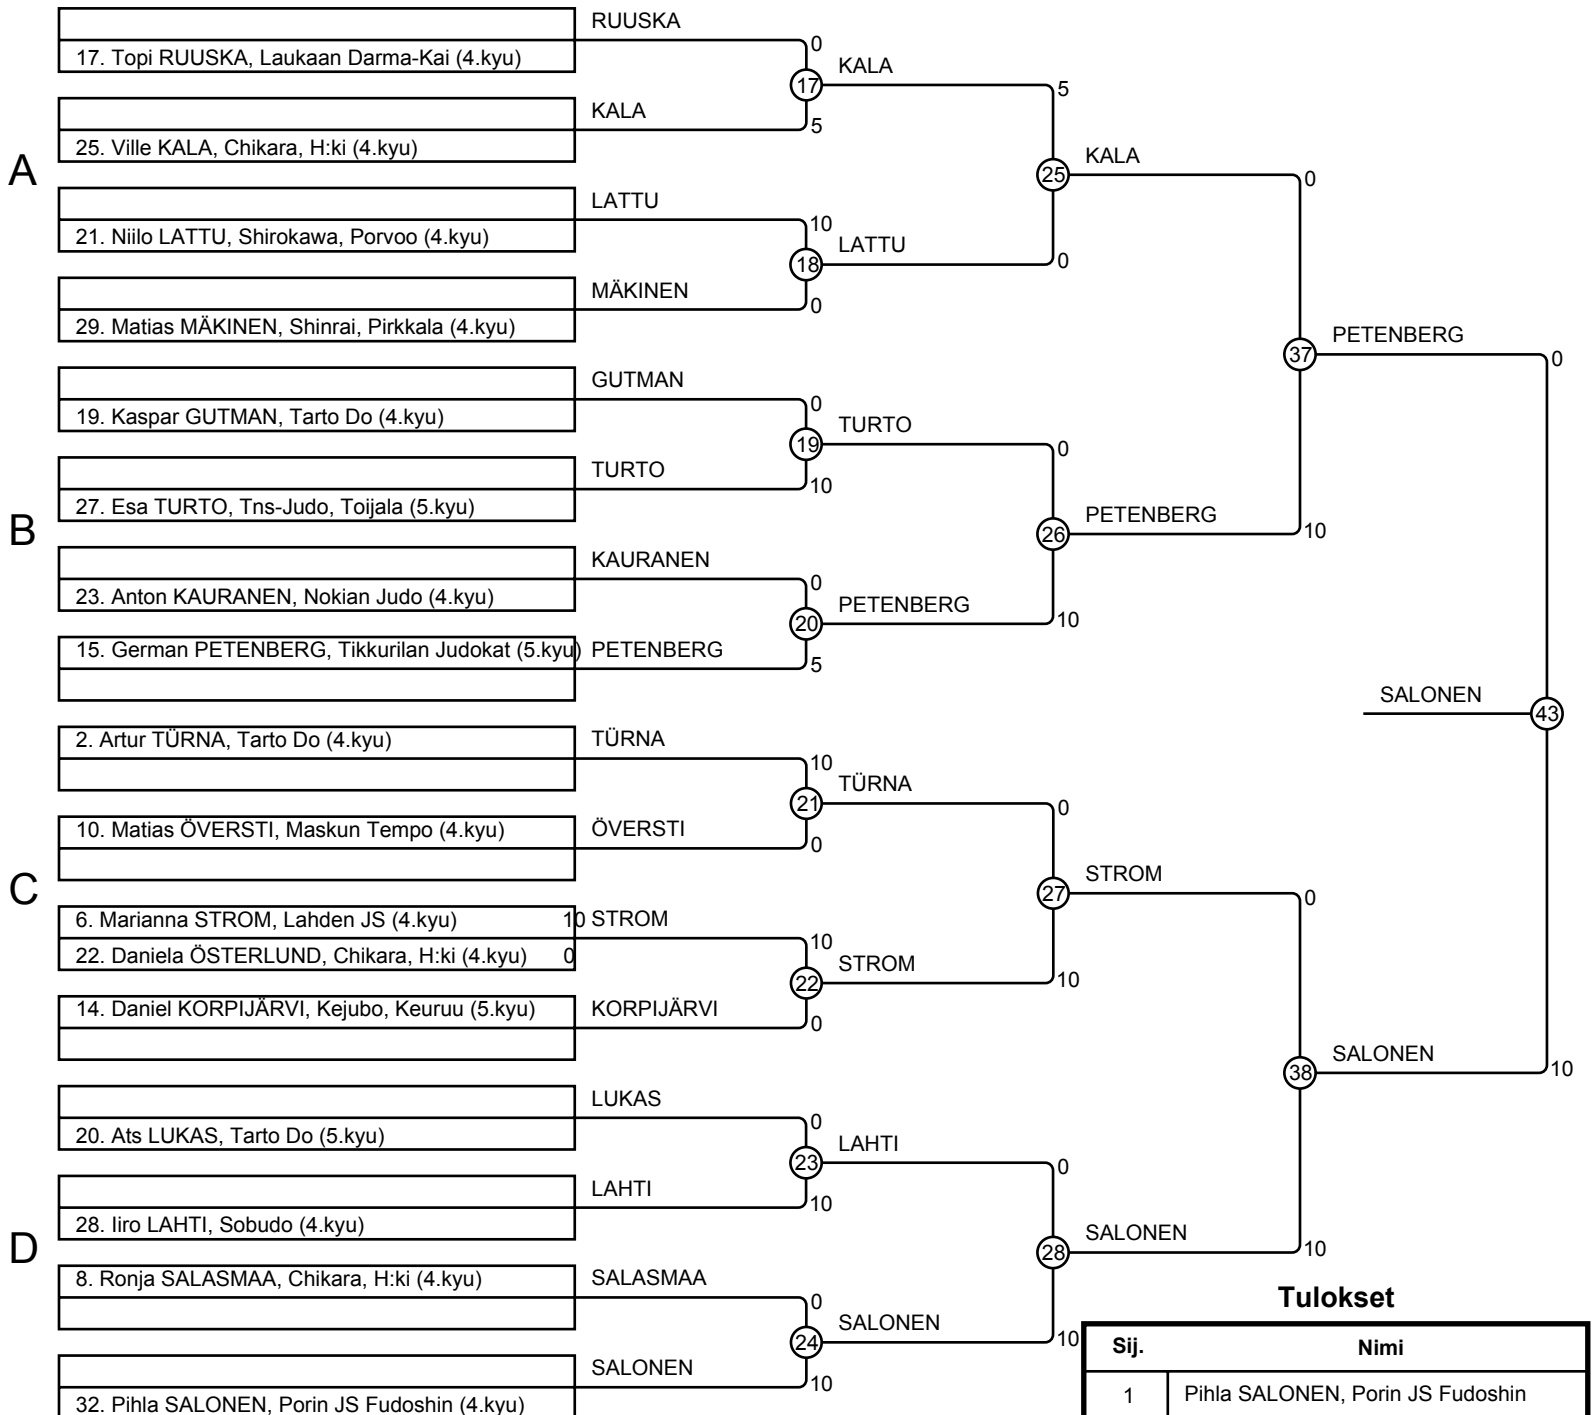 RUUSKA
17. Topi RUUSKA, Laukaan Darma-Kai (4.kyu)
0
17
KALA
5
KALA
5
25. Ville KALA, Chikara, H:ki (4.kyu)
A
25
KALA
0
LATTU
21. Niilo LATTU, Shirokawa, Porvoo (4.kyu)
10
18
LATTU
0
MÄKINEN
0
29. Matias MÄKINEN, Shinrai, Pirkkala (4.kyu)
37
PETENBERG
0
GUTMAN
19. Kaspar GUTMAN, Tarto Do (4.kyu)
0
19
TURTO
0
TURTO
10
27. Esa TURTO, Tns-Judo, Toijala (5.kyu)
B
26
PETENBERG
10
KAURANEN
23. Anton KAURANEN, Nokian Judo (4.kyu)
0
20
PETENBERG
10
15. German PETENBERG, Tikkurilan Judokat (5.kyu) PETENBERG
5
SALONEN
43
2. Artur TÜRNA, Tarto Do (4.kyu) TÜRNA
10
21
TÜRNA
0
10. Matias ÖVERSTI, Maskun Tempo (4.kyu) ÖVERSTI
0
C
27
STROM
0
6. Marianna STROM, Lahden JS (4.kyu) 10 STROM
22. Daniela ÖSTERLUND, Chikara, H:ki (4.kyu) 0
10
22
STROM
10
14. Daniel KORPIJÄRVI, Kejubo, Keuruu (5.kyu) KORPIJÄRVI
0
38
SALONEN
10
LUKAS
20. Ats LUKAS, Tarto Do (5.kyu)
0
23
LAHTI
0
LAHTI
10
28. Iiro LAHTI, Sobudo (4.kyu)
D
28
SALONEN
10
8. Ronja SALASMAA, Chikara, H:ki (4.kyu) SALASMAA
0
24
SALONEN
10
SALONEN
10
32. Pihla SALONEN, Porin JS Fudoshin (4.kyu)
Tulokset
Sij. Nimi
1 Pihla SALONEN, Porin JS Fudoshin